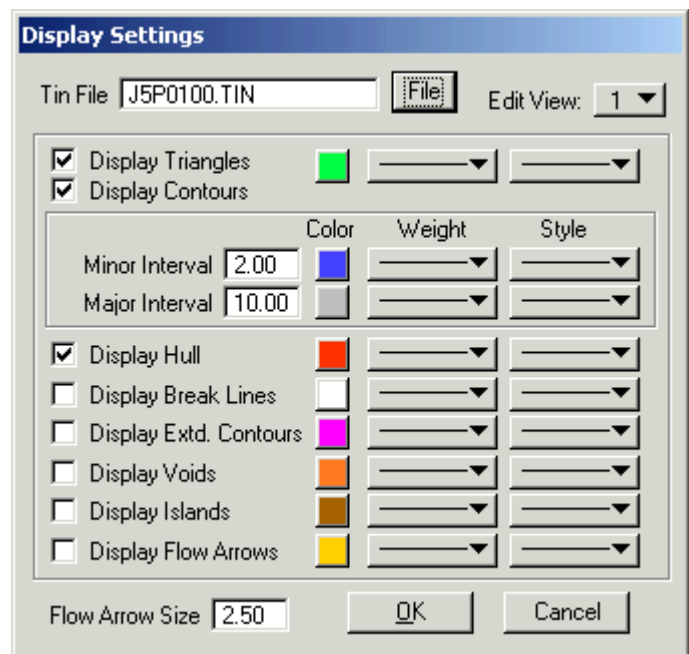 Display Settings
Tin File J5P0100.TIN File Edit View: 1
Display Triangles
Display Contours
Color Weight Style
Minor Interval 2.00
Major Interval 10.00
Display Hull
Display Break Lines
Display Extd. Contours
Display Voids
Display Islands
Display Flow Arrows
Flow Arrow Size 2.50 OK Cancel